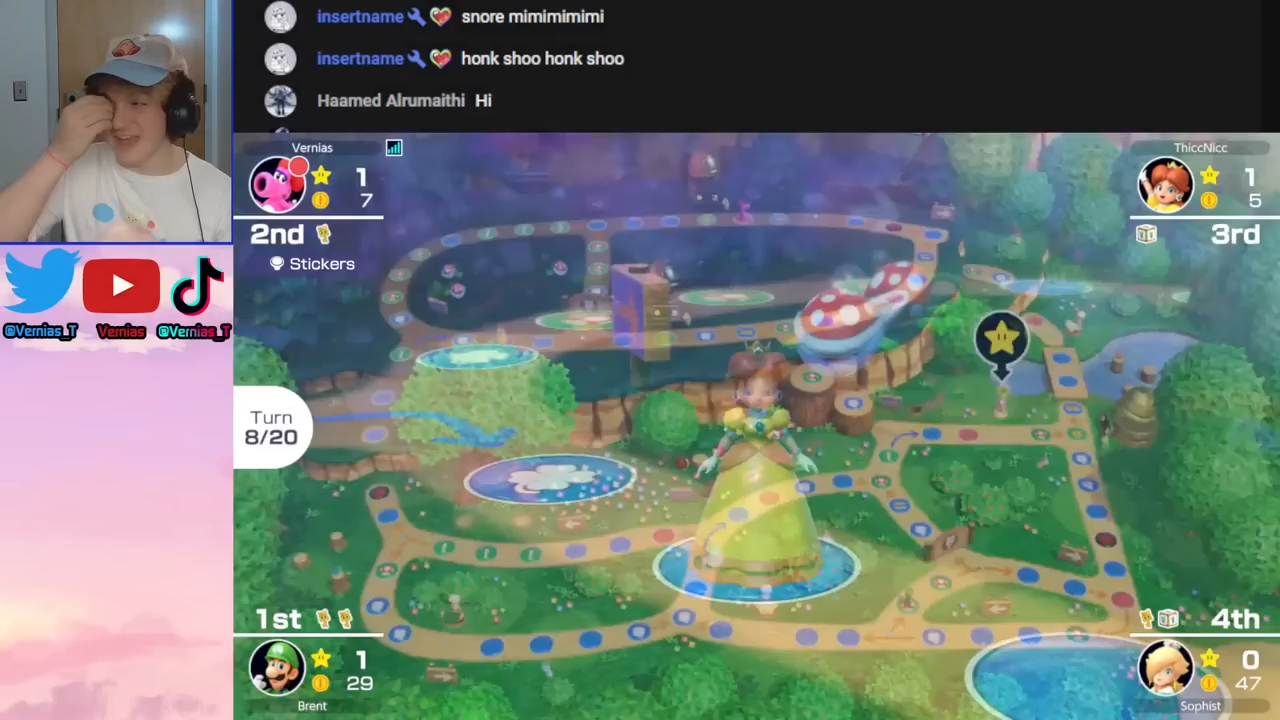 insertname snore mimimimimi
insertname honk shoo honk shoo
Haamed Alrumaithi Hi
Vernias
1
7
2nd
Stickers
ThiccNicc
1
5
3rd
@Vernias_T Vernias @Vernias_T
Turn
8/20
1st
1
29
Brent
4th
0
47
Sophist